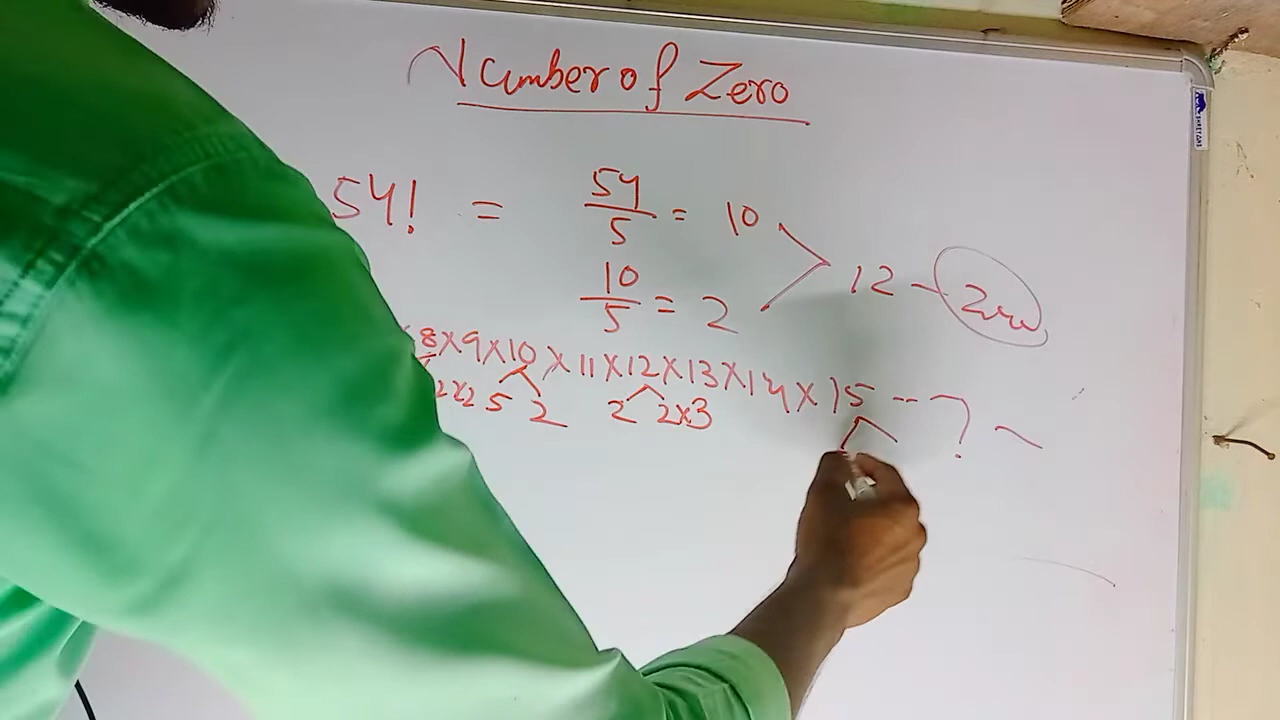 Number of Zero
54! = 54/5 = 10
12 - Zero
10/5 = 2
8×9×10×11×12×13×14×15 -- ?
2×2 5 2 2 2×3